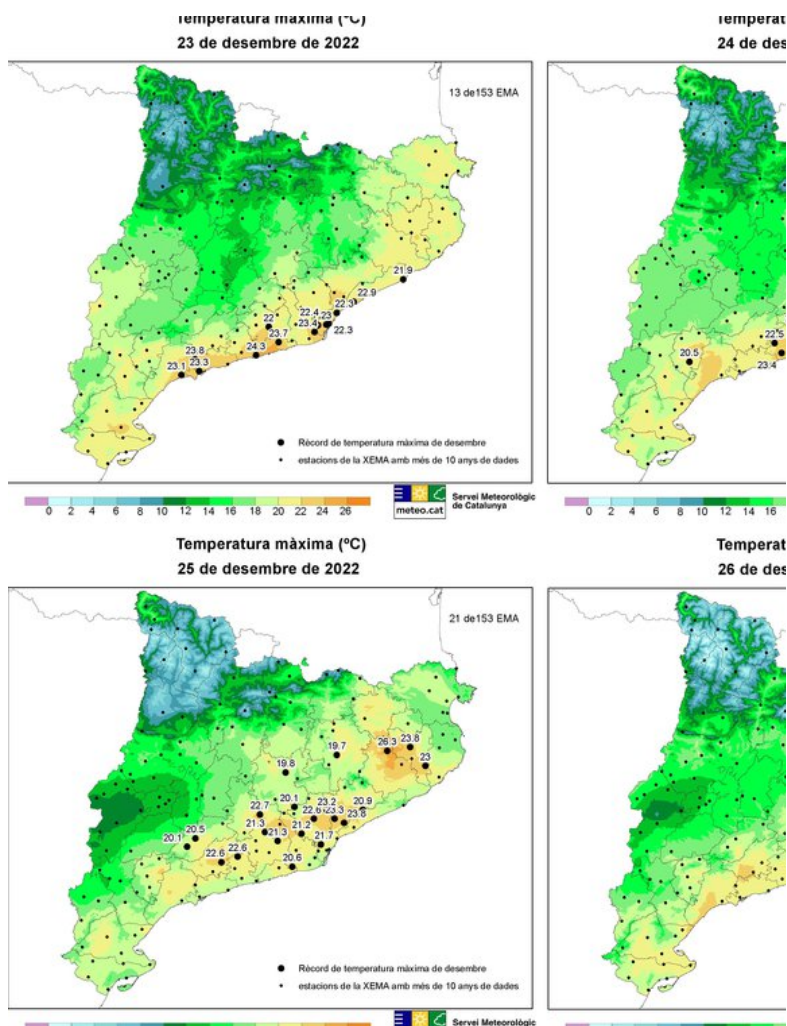 Temperatura màxima (ºC)
23 de desembre de 2022
13 de153 EMA
21.9
22.9
22.3
22.4
23
22
23.4
22.3
23.7
24.3
23.8
23.3
23.1
Rècord de temperatura màxima de desembre
estacions de la XEMA amb més de 10 anys de dades
0 2 4 6 8 10 12 14 16 18 20 22 24 26
meteo.cat
Servei Meteorològic
de Catalunya
Temperat
24 de des
22.5
20.5
23.4
0 2 4 6 8 10 12 14 16
Temperatura màxima (ºC)
25 de desembre de 2022
21 de153 EMA
26.3
23.8
23
19.7
19.8
20.1
23.2
20.9
22.7
22.6
23.3
23.8
21.3
21.2
21.3
21.7
20.5
20.1
22.6
22.6
20.6
Rècord de temperatura màxima de desembre
estacions de la XEMA amb més de 10 anys de dades
Servei Meteorològic
Temperat
26 de des